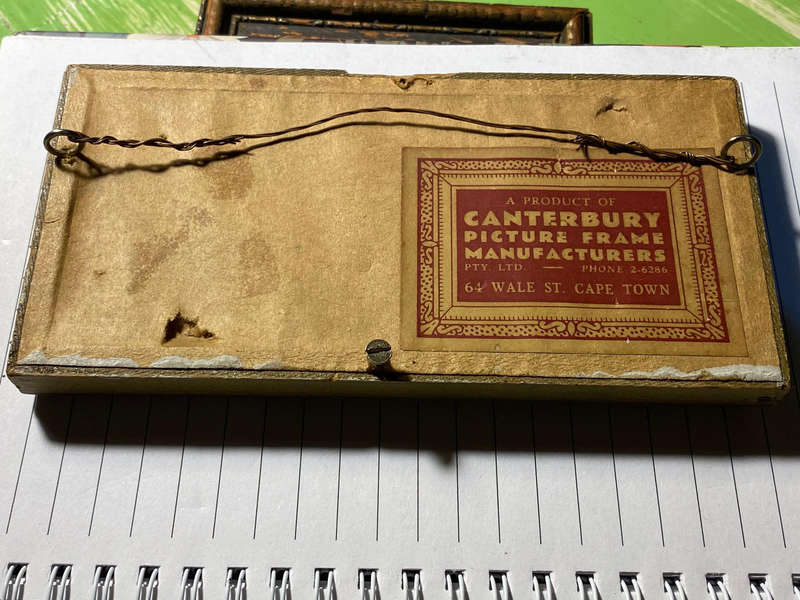 A PRODUCT OF
CANTERBURY
PICTURE FRAME
MANUFACTURERS
PTY. LTD. — PHONE 2-6286
64 WALE ST. CAPE TOWN